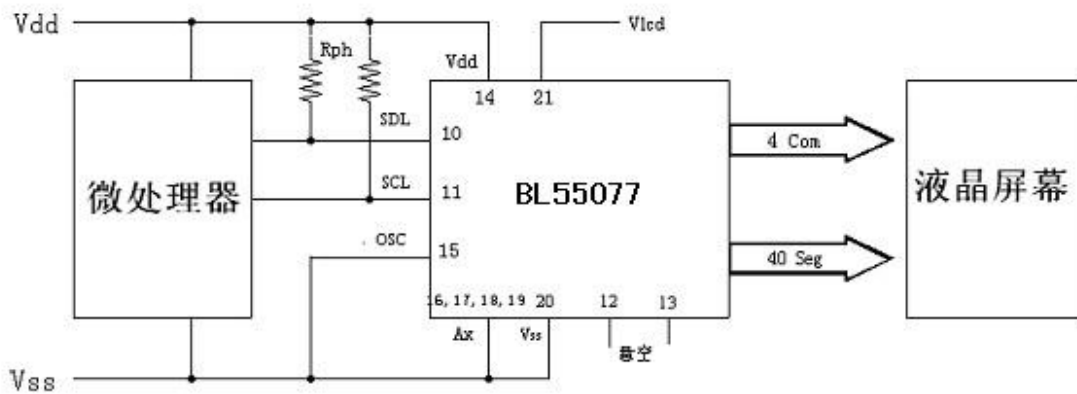 Vdd
Vlcd
Rph
Vdd
14
21
SDL
10
4 Com
SCL
11
微处理器
BL55077
液晶屏幕
OSC
15
40 Seg
16, 17, 18, 19
20
12
13
Ax
Vss
悬空
Vss